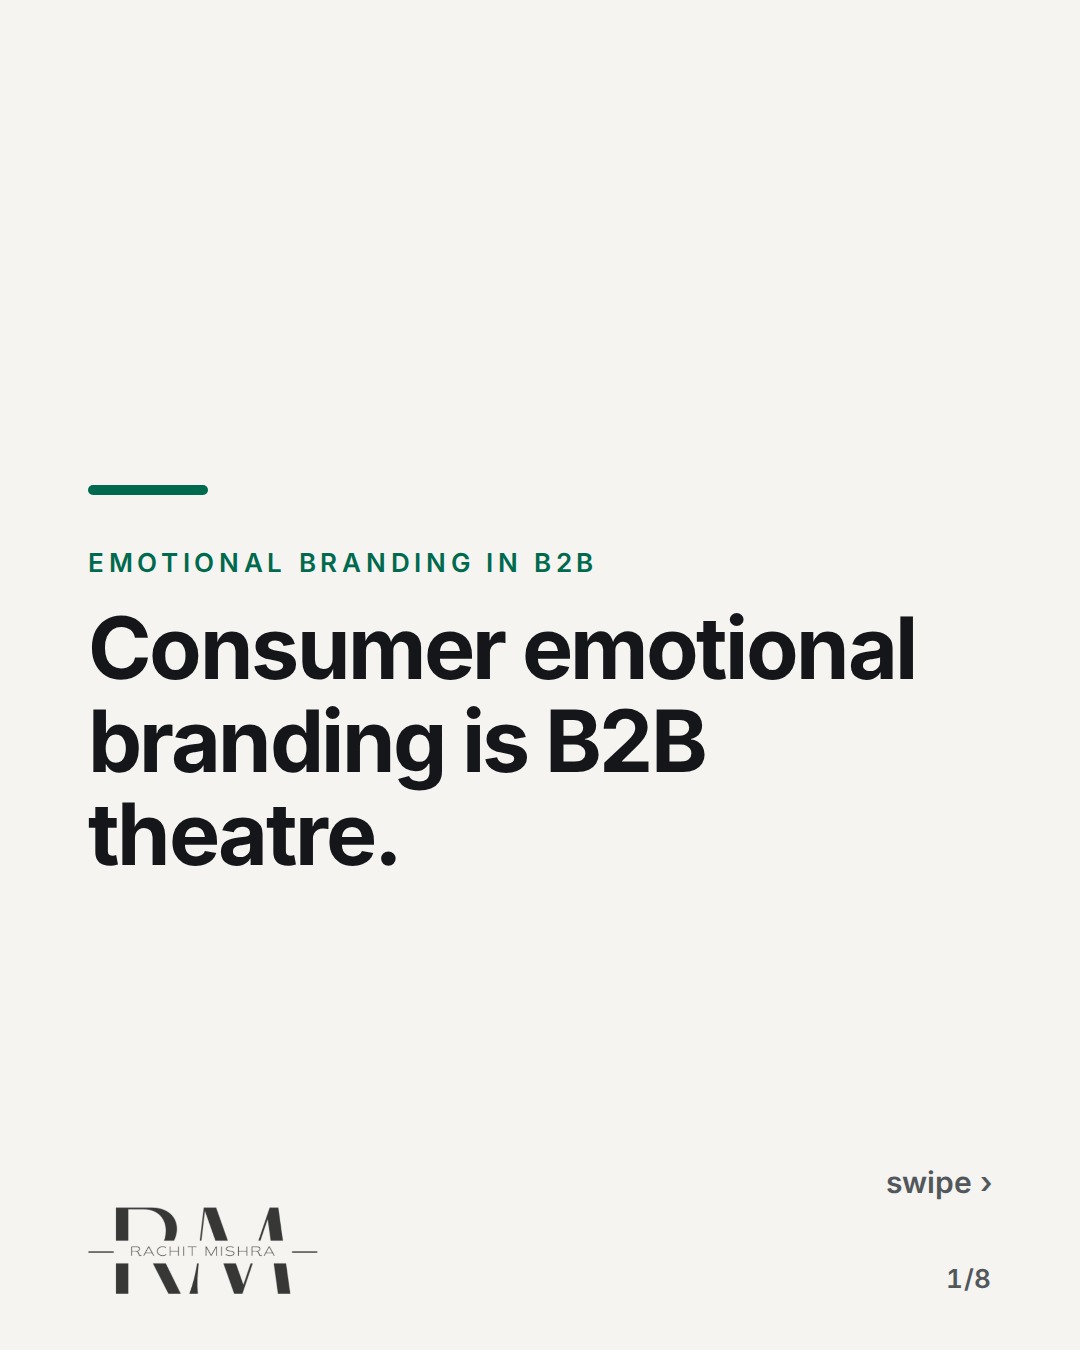 EMOTIONAL BRANDING IN B2B
Consumer emotional
branding is B2B
theatre.
swipe ›
RM
RACHIT MISHRA
1/8